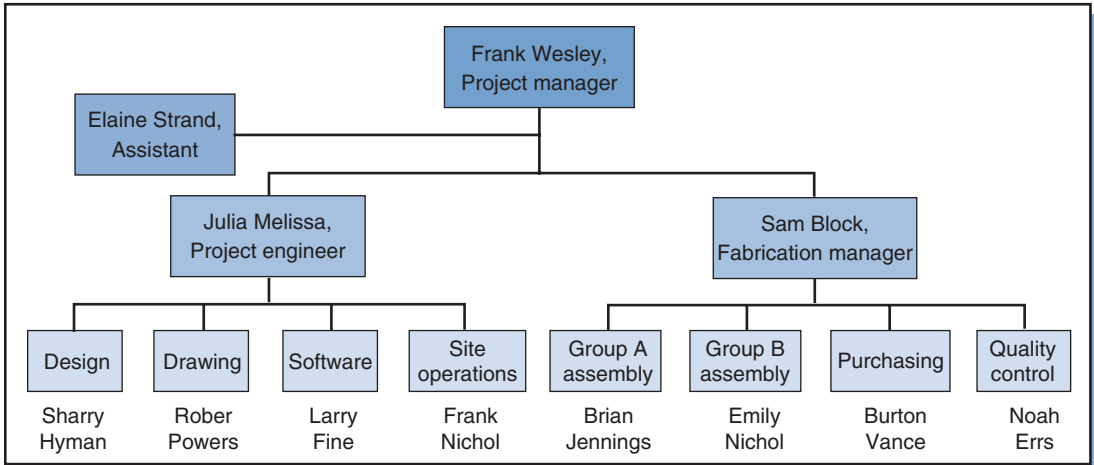 Frank Wesley,
Project manager
Elaine Strand,
Assistant
Julia Melissa,
Project engineer
Sam Block,
Fabrication manager
Design
Drawing
Software
Site
operations
Group A
assembly
Group B
assembly
Purchasing
Quality
control
Sharry
Hyman
Rober
Powers
Larry
Fine
Frank
Nichol
Brian
Jennings
Emily
Nichol
Burton
Vance
Noah
Errs